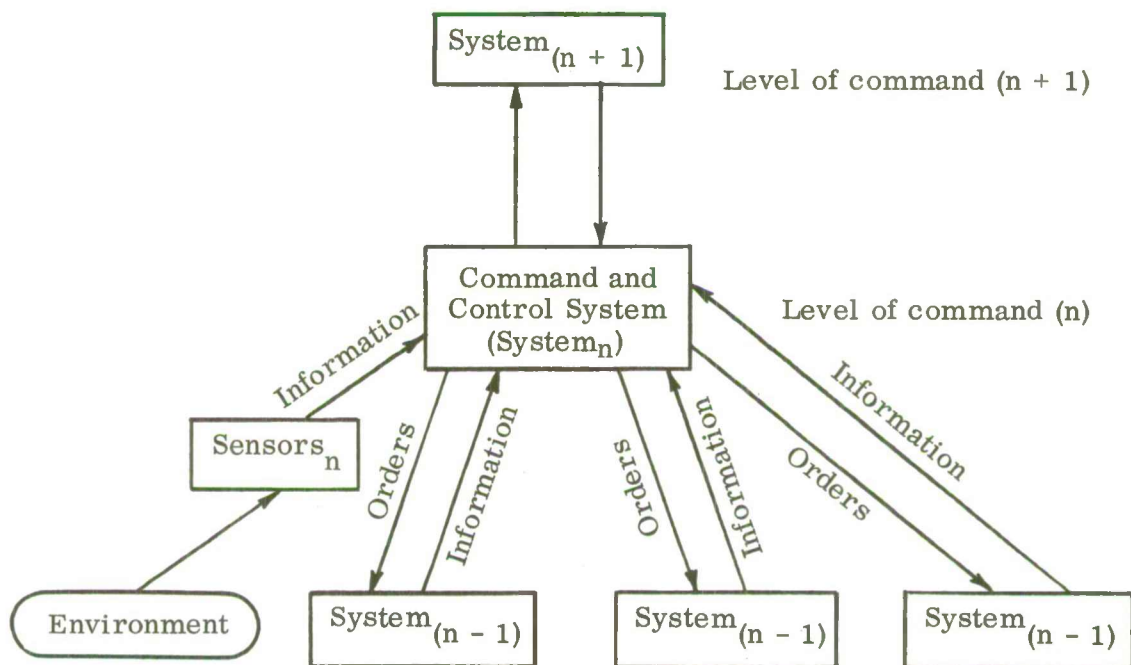 System(n + 1)
Level of command (n + 1)
Command and
Control System
(Systemn)
Level of command (n)
Information
Sensorsn
Orders
Information
Orders
Information
Orders
Information
Environment
System(n - 1)
System(n - 1)
System(n - 1)